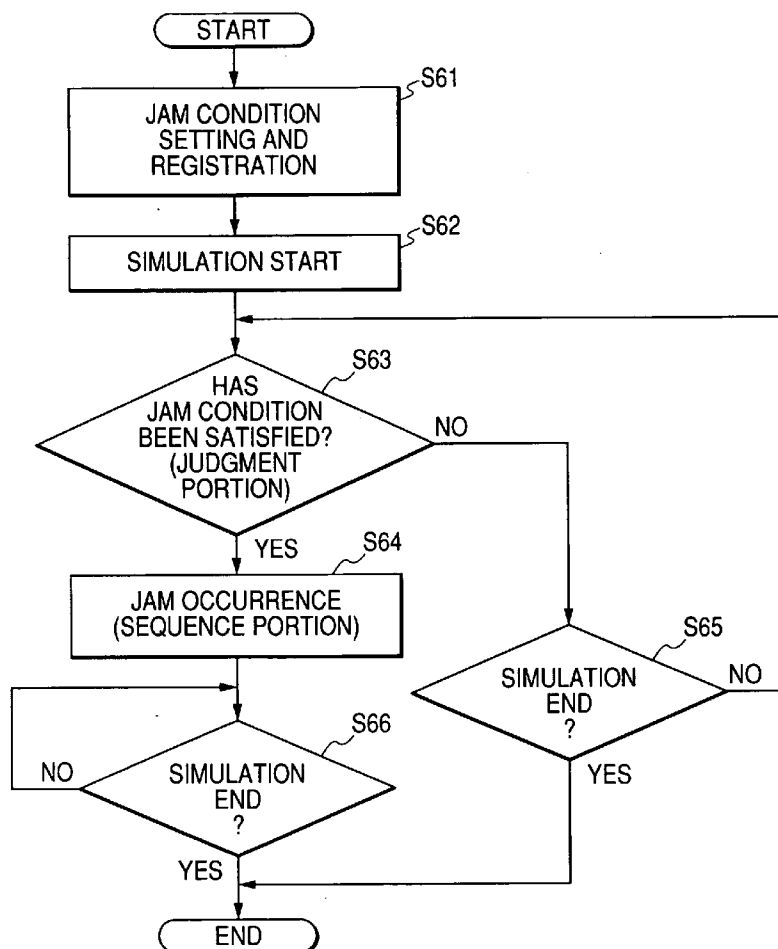 START
S61
JAM CONDITION
SETTING AND
REGISTRATION
S62
SIMULATION START
S63
HAS
JAM CONDITION
BEEN SATISFIED?
(JUDGMENT
PORTION)
NO
YES
S64
JAM OCCURRENCE
(SEQUENCE PORTION)
S65
SIMULATION
END
?
NO
YES
S66
SIMULATION
END
?
NO
YES
END